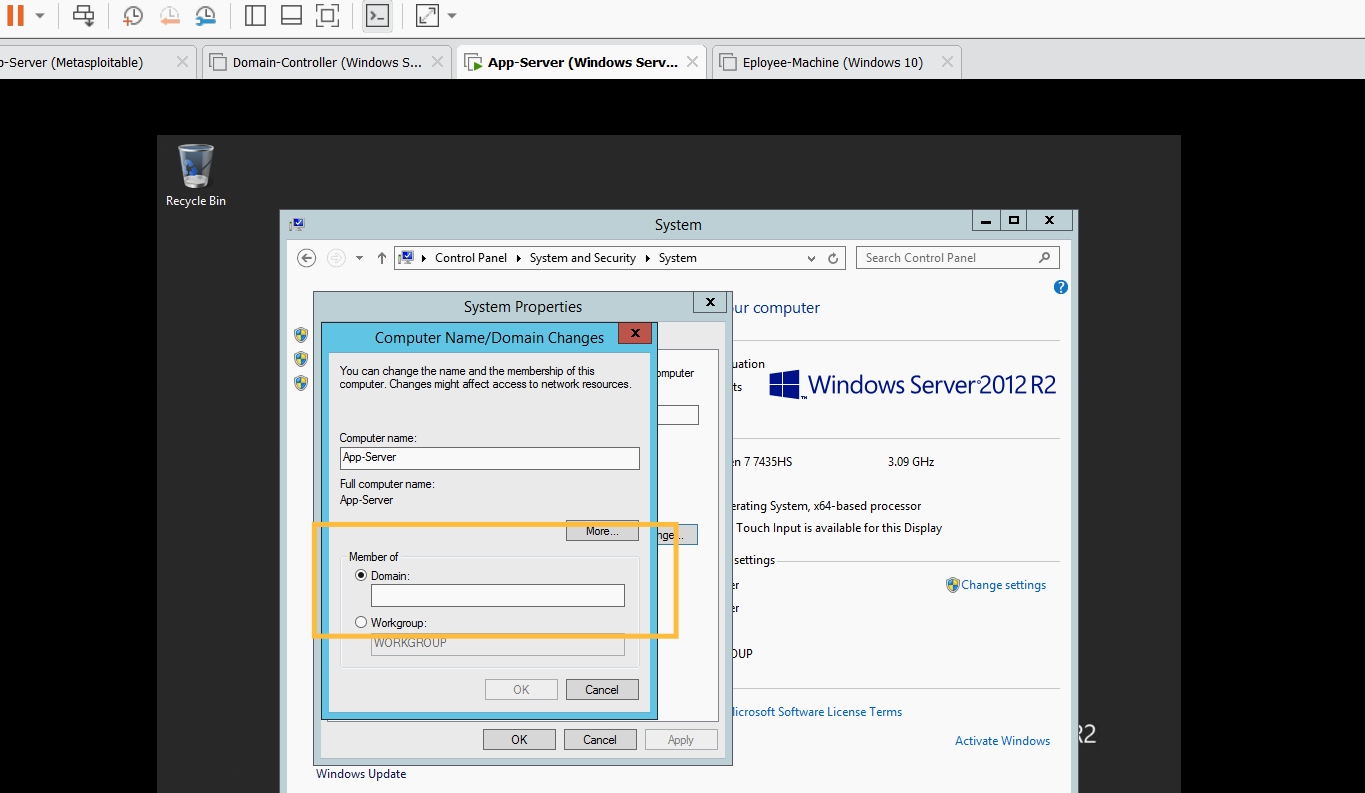 -Server (Metasploitable)
Domain-Controller (Windows S...
App-Server (Windows Serv...
Eployee-Machine (Windows 10)
Recycle Bin
System
Control Panel
System and Security
System
Search Control Panel
System Properties
ur computer
Computer Name/Domain Changes
You can change the name and the membership of this
computer. Changes might affect access to network resources.
omputer
uation
ts
Windows Server 2012 R2
Computer name:
App-Server
en 7 7435HS
3.09 GHz
Full computer name:
App-Server
erating System, x64-based processor
Touch Input is available for this Display
More...
nge...
Member of
settings
Domain:
er
Change settings
er
Workgroup:
WORKGROUP
OUP
OK
Cancel
icrosoft Software License Terms
OK
Cancel
Apply
Activate Windows
R2
Windows Update